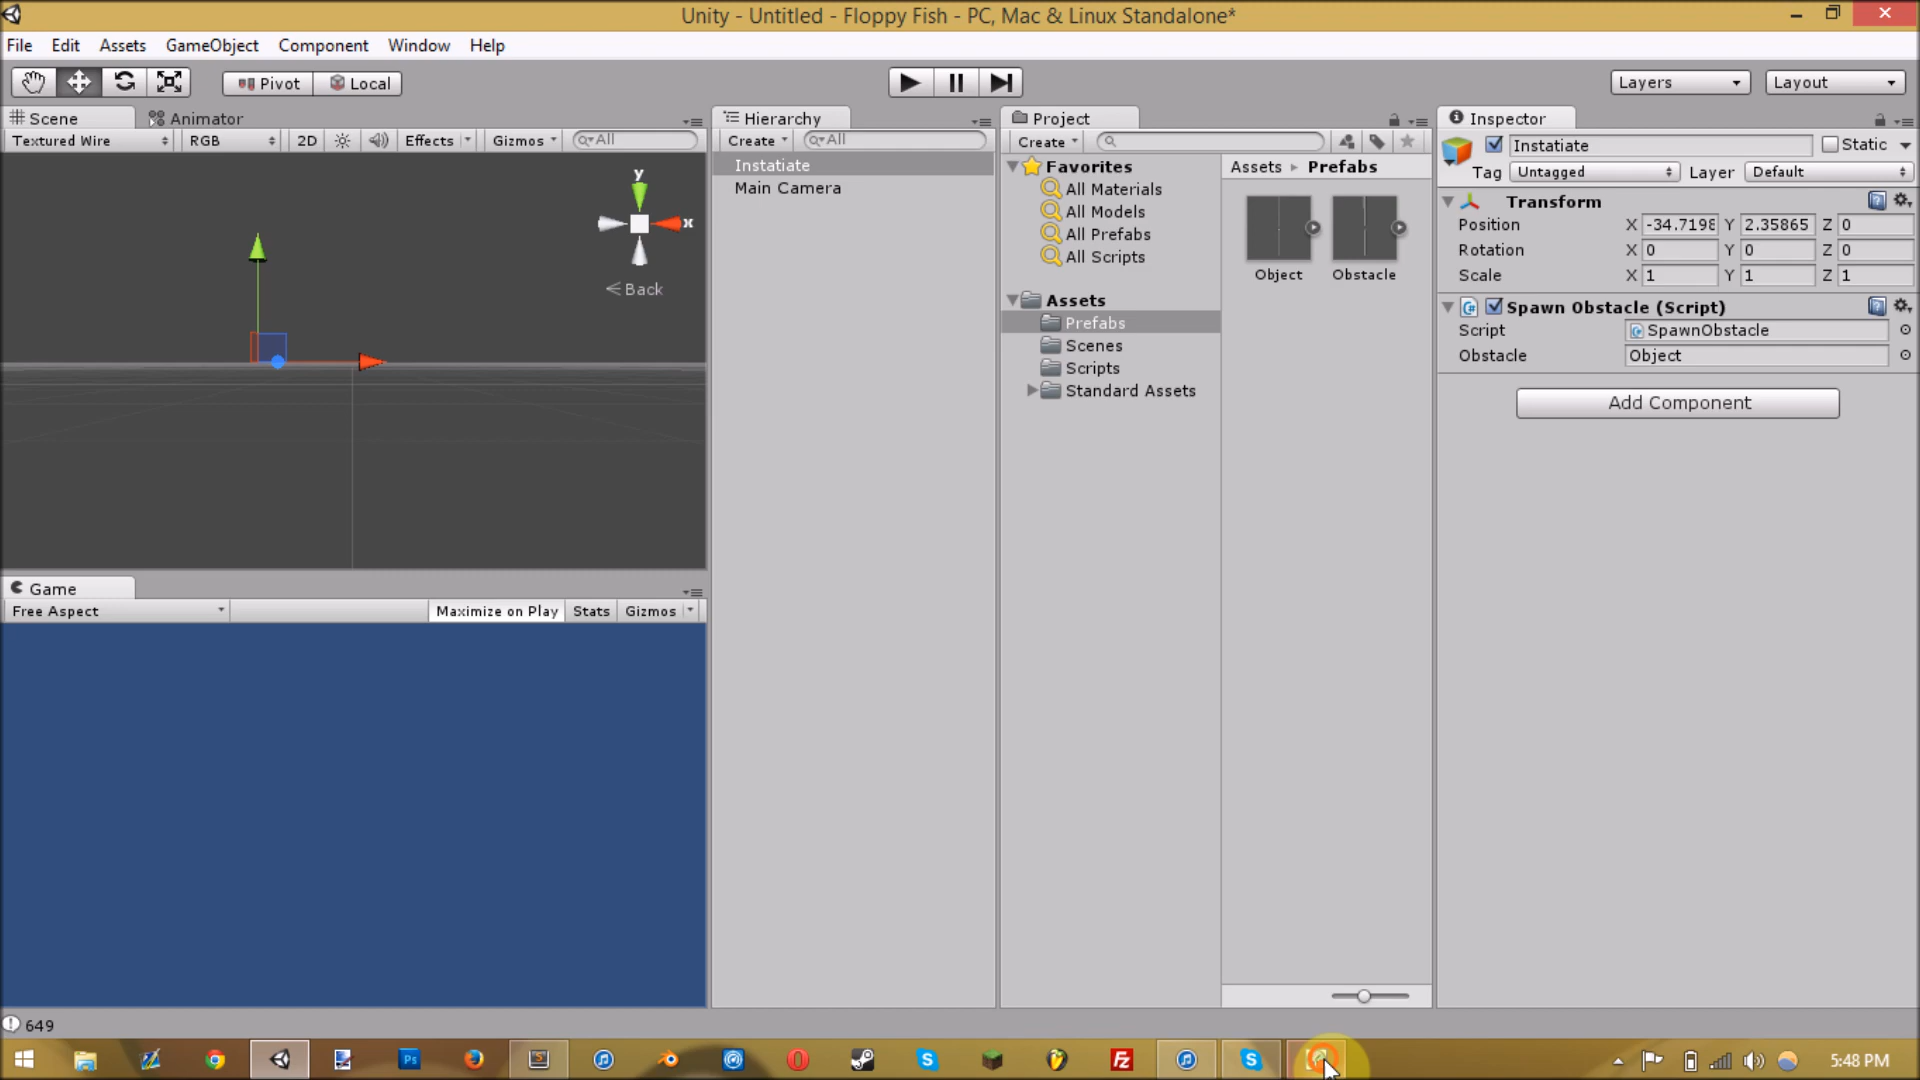 Unity - Untitled - Floppy Fish - PC, Mac & Linux Standalone*
File Edit Assets GameObject Component Window Help
Pivot Local Layers Layout
Scene Animator
Textured Wire RGB 2D Effects Gizmos All
y
x
Back
Game
Free Aspect Maximize on Play Stats Gizmos
Hierarchy
Create All
Instatiate
Main Camera
Project
Create
Favorites
All Materials
All Models
All Prefabs
All Scripts
Assets
Prefabs
Scenes
Scripts
Standard Assets
Assets Prefabs
Object Obstacle
Inspector
Instatiate Static
Tag Untagged Layer Default
Transform
Position X -34.7198 Y 2.35865 Z 0
Rotation X 0 Y 0 Z 0
Scale X 1 Y 1 Z 1
Spawn Obstacle (Script)
Script SpawnObstacle
Obstacle Object
Add Component
649
Ps
Fz
5:48 PM